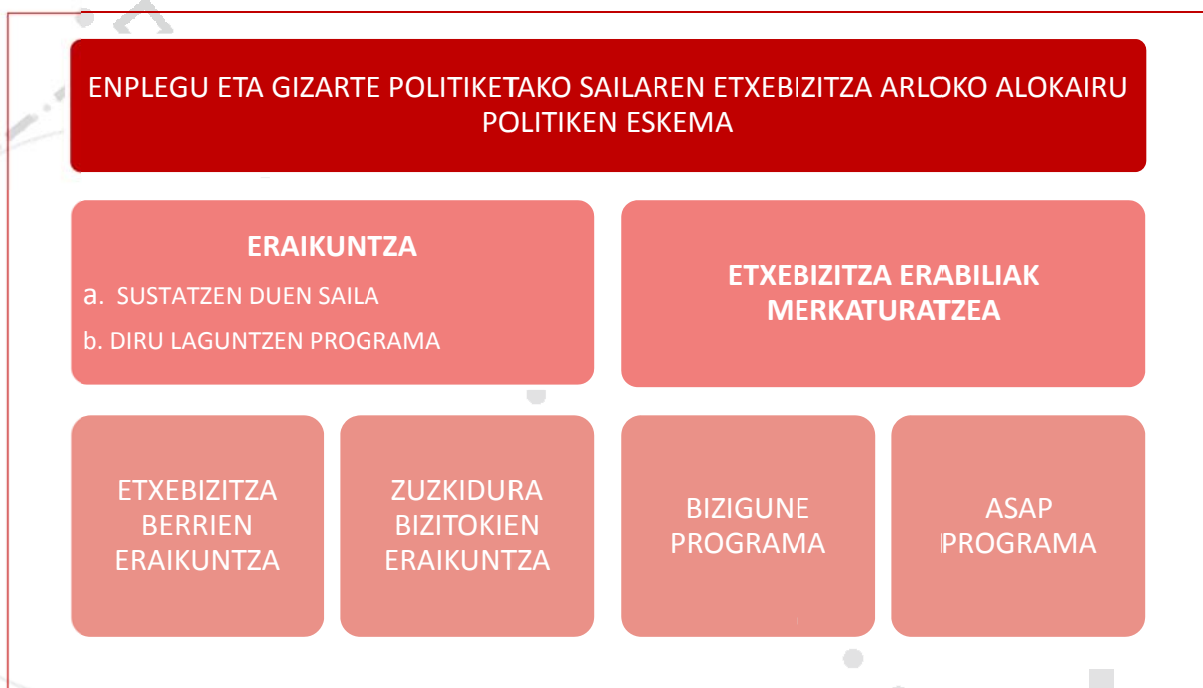 ENPLEGU ETA GIZARTE POLITIKETAKO SAILAREN ETXEBIZITZA ARLOKO ALOKAIRU
POLITIKEN ESKEMA
ERAIKUNTZA
a. SUSTATZEN DUEN SAILA
b. DIRU LAGUNTZEN PROGRAMA
ETXEBIZITZA ERABILIAK
MERKATURATZEA
ETXEBIZITZA
BERRIEN
ERAIKUNTZA
ZUZKIDURA
BIZITOKIEN
ERAIKUNTZA
BIZIGUNE
PROGRAMA
ASAP
PROGRAMA